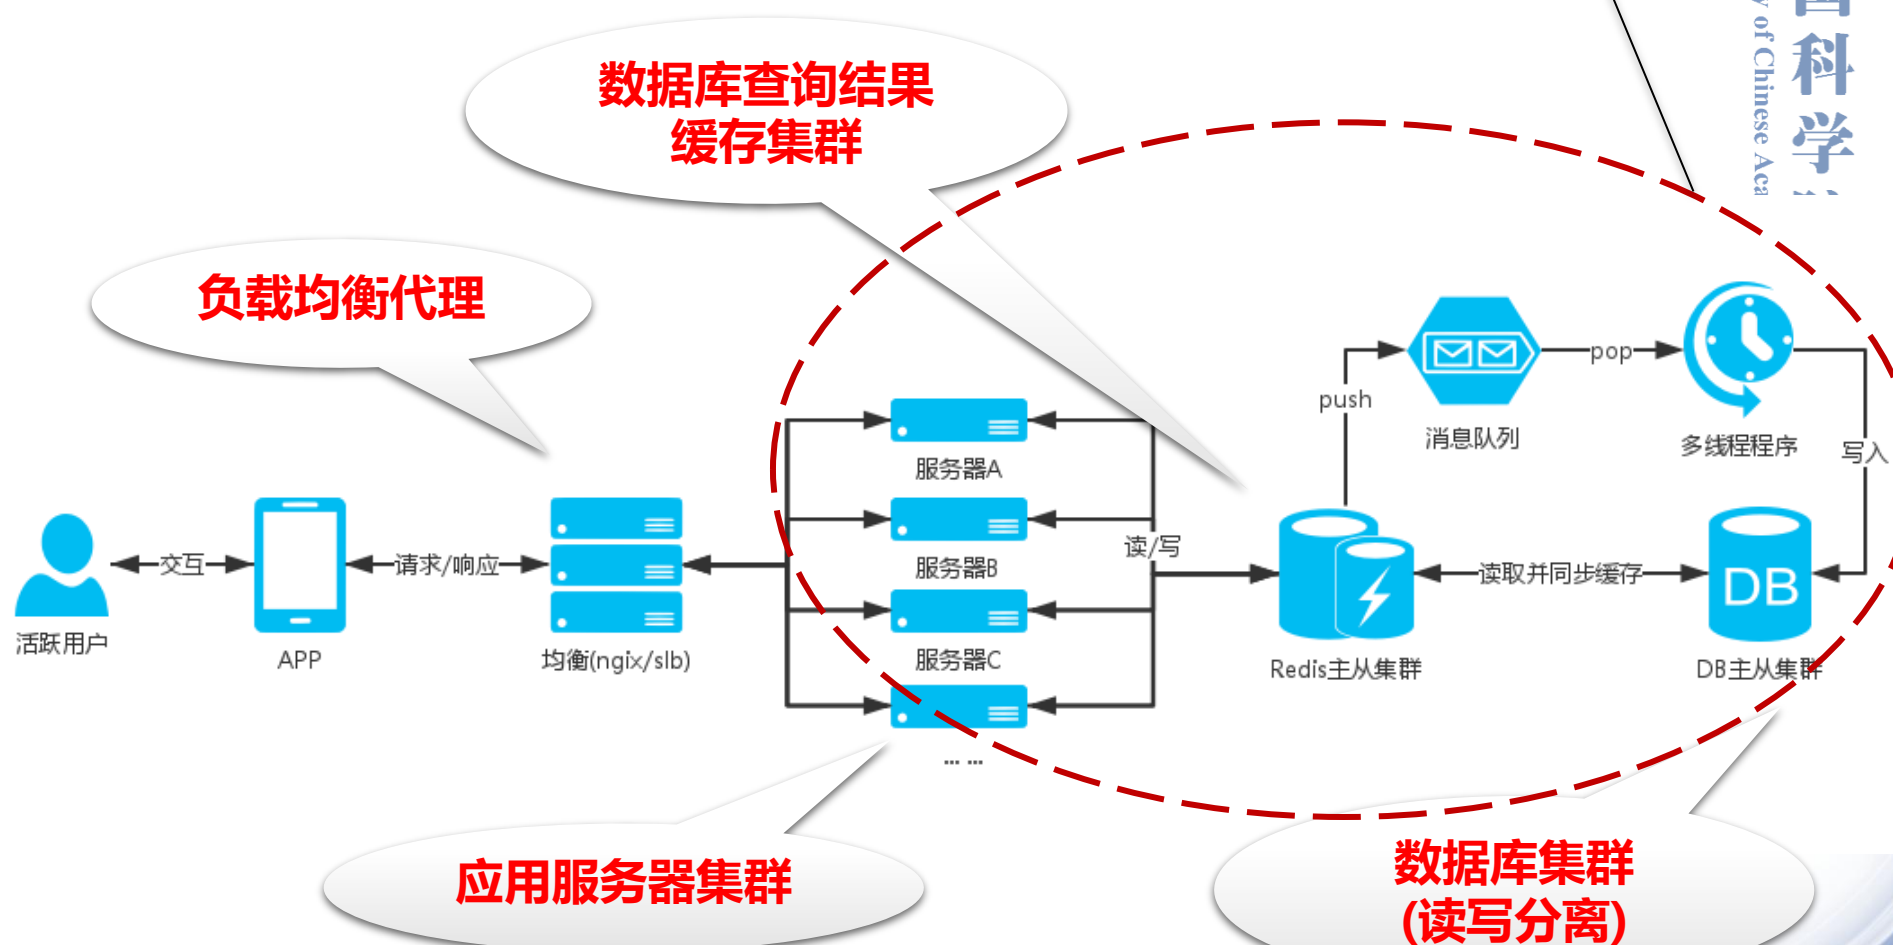 数据库查询结果
缓存集群
科
学
y of Chinese Aca
负载均衡代理
push
pop
消息队列
多线程程序
写入
服务器A
服务器B
服务器C
... ...
交互
请求/响应
读/写
读取并同步缓存
DB
活跃用户
APP
均衡(ngix/slb)
Redis主从集群
DB主从集群
应用服务器集群
数据库集群
(读写分离)